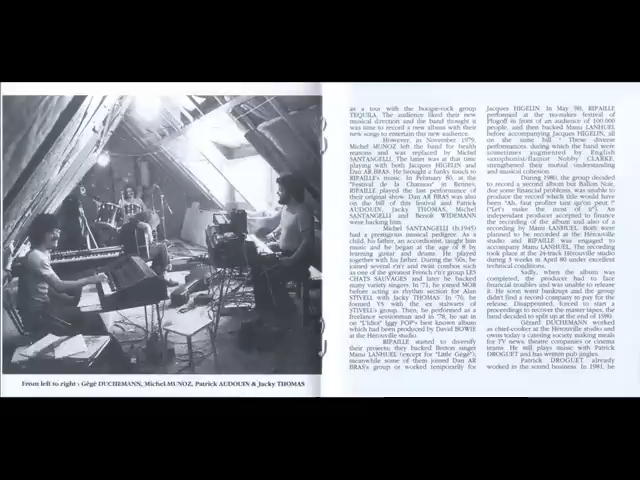 From left to right : Gégé DUCHEMANN, Michel MUNOZ, Patrick AUDOUIN & Jacky THOMAS
as a tour with the boogie-rock group
TEQUILA. The audience liked their new
musical direction and the band thought it
was time to record a new album with their
new songs to entertain this new audience.
However, in November 1979,
Michel MUNOZ left the band for health
reasons and was replaced by Michel
SANTANGELLI. The latter was at that time
playing with both Jacques HIGELIN and
Dan AR BRAS. He brought a funky touch to
RIPAILLE's music. In February 80, at the
"Festival de la Chanson" in Rennes,
RIPAILLE played the last performance of
their original show. Dan AR BRAS was also
on the bill of this festival and Patrick
AUDOUIN, Jacky THOMAS, Michel
SANTANGELLI and Benoît WIDEMANN
were backing him.
Michel SANTANGELLI (b.1945)
had a prestigious musical pedigree. As a
child, his father, an accordionist, taught him
music and he began at the age of 8 by
learning guitar and drums. He played
together with his father. During the '60s, he
joined several r'n'r and twist combos such
as one of the greatest French r'n'r group LES
CHATS SAUVAGES and later he backed
many variety singers. In '71, he joined MOR
before acting as rhythm section for Alan
STIVELL with Jacky THOMAS. In '76, he
formed YS with the ex stalwarts of
STIVELL's group. Then, he performed as a
freelance sessionman and in '78, he sat in
on "L'Idiot" Iggy POP's best known album
which had been produced by David BOWIE
at the Hérouville studio.
RIPAILLE started to diversify
their projects; they backed Breton singer
Manu LANHUEL (except for "Little Gégé");
meanwhile some of them joined Dan AR
BRAS's group or worked temporarily for
Jacques HIGELIN. In May '80, RIPAILLE
performed at the no-nukes festival of
Plogoff in front of an audience of 100.000
people, and then backed Manu LANHUEL
before accompanying Jacques HIGELIN, all
on the same bill ! These diverse
performances, during which the band were
sometimes augmented by English
saxophonist/flautist Nobby CLARKE,
strengthened their mutual understanding
and musical cohesion.
During 1980, the group decided
to record a second album but Ballon Noir,
due some financial problems, was unable to
produce the record which title would have
been "Ah, faut profiter tant qu'on peut !"
("Let's make the most of it"). An
independant producer accepted to finance
the recording of the album and also of a
recording by Manu LANHUEL. Both were
planned to be recorded at the Hérouville
studio and RIPAILLE was engaged to
accompany Manu LANHUEL. The recording
took place at the 24-track Hérouville studio
during 3 weeks in April 80 under excellent
technical conditions.
Sadly, when the album was
completed, the producer had to face
financial troubles and was unable to release
it. He soon went bankrupt and the group
didn't find a record company to pay for the
release. Disappointed, forced to start a
proceedings to recover the master tapes, the
band decided to split up at the end of 1980.
Gérard DUCHEMANN worked
as chief-cooker at the Hérouville studio and
owns today a catering society making meals
for TV news, theatre companies or cinema
teams. He still plays music with Patrick
DROGUET and has written pub jingles.
Patrick DROGUET already
worked in the sound business. In 1981, he